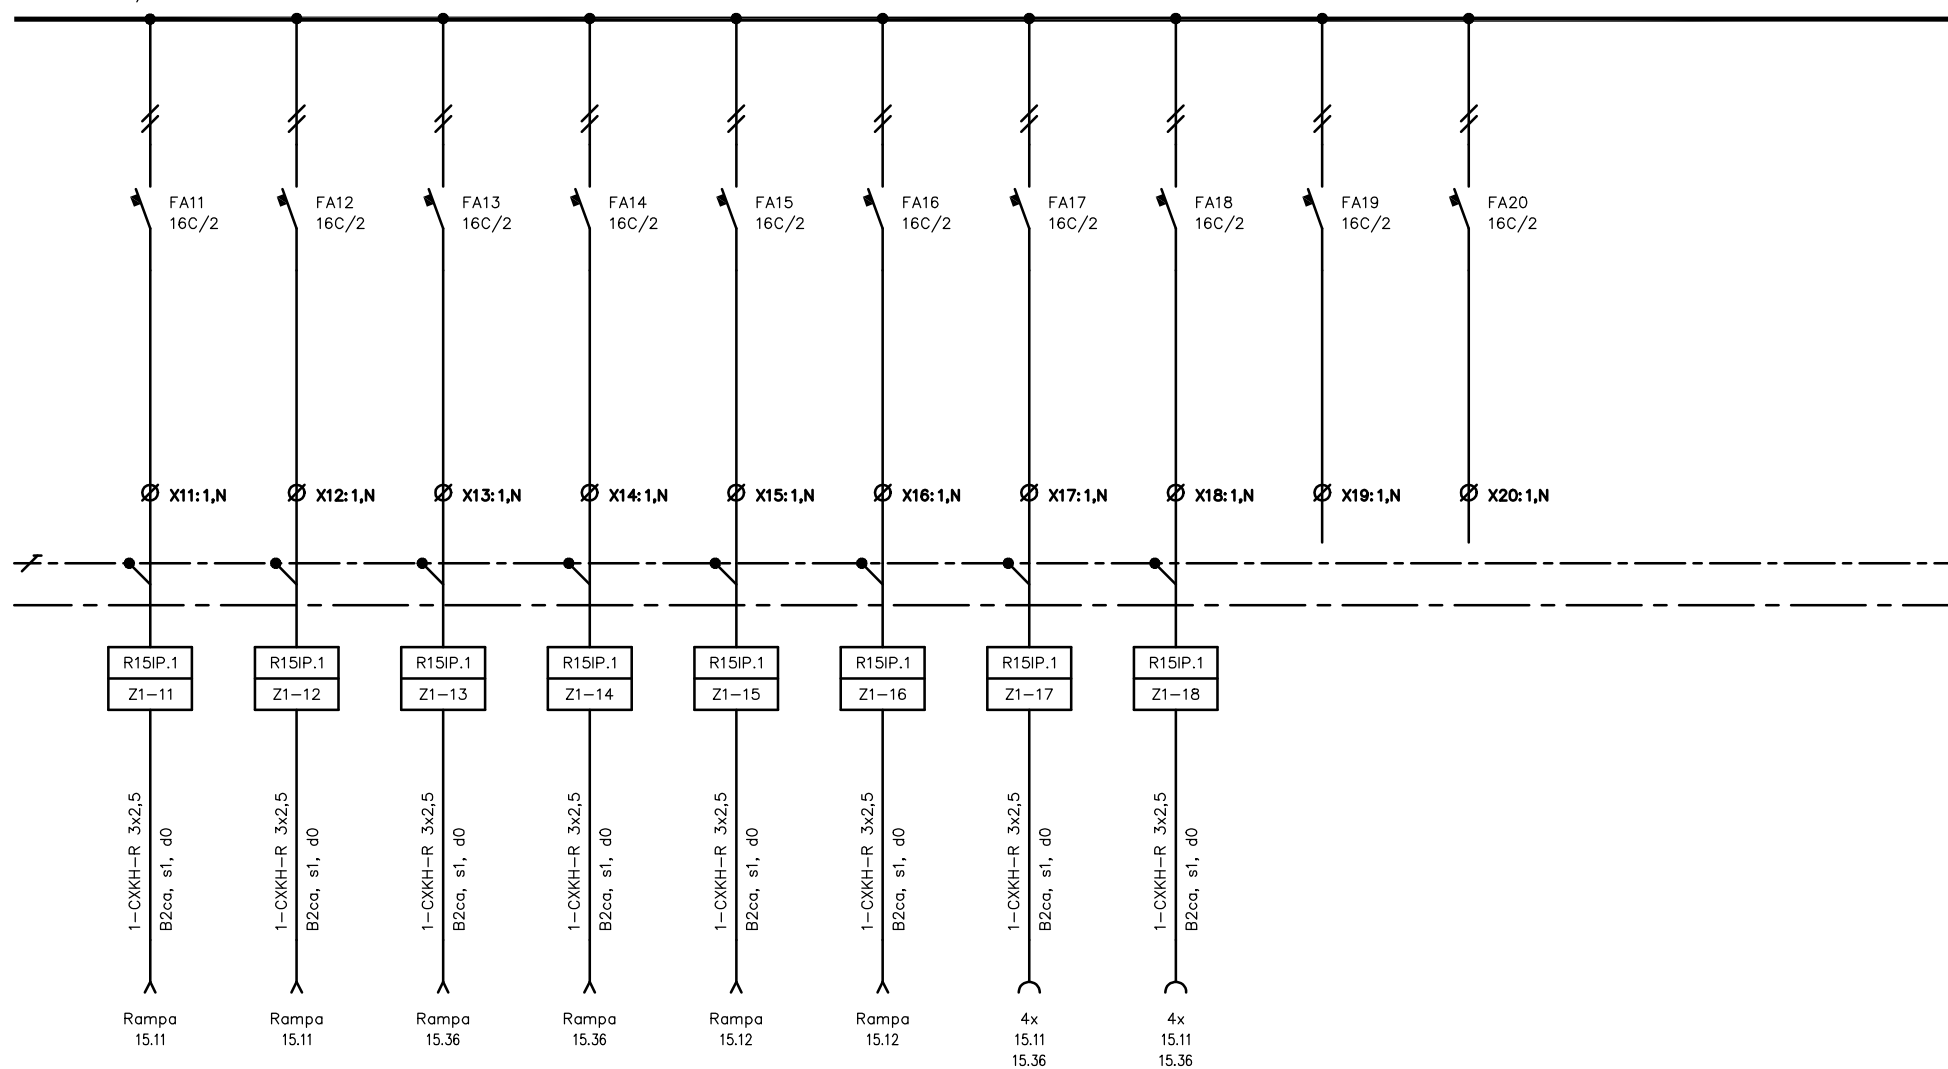 FA11
16C/2
FA12
16C/2
FA13
16C/2
FA14
16C/2
FA15
16C/2
FA16
16C/2
FA17
16C/2
FA18
16C/2
FA19
16C/2
FA20
16C/2
X11:1,N
X12:1,N
X13:1,N
X14:1,N
X15:1,N
X16:1,N
X17:1,N
X18:1,N
X19:1,N
X20:1,N
R15IP.1
Z1-11
R15IP.1
Z1-12
R15IP.1
Z1-13
R15IP.1
Z1-14
R15IP.1
Z1-15
R15IP.1
Z1-16
R15IP.1
Z1-17
R15IP.1
Z1-18
1-CXKH-R 3x2,5
B2ca, s1, d0
1-CXKH-R 3x2,5
B2ca, s1, d0
1-CXKH-R 3x2,5
B2ca, s1, d0
1-CXKH-R 3x2,5
B2ca, s1, d0
1-CXKH-R 3x2,5
B2ca, s1, d0
1-CXKH-R 3x2,5
B2ca, s1, d0
1-CXKH-R 3x2,5
B2ca, s1, d0
1-CXKH-R 3x2,5
B2ca, s1, d0
Rampa
15.11
Rampa
15.11
Rampa
15.36
Rampa
15.36
Rampa
15.12
Rampa
15.12
4x
15.11
15.36
4x
15.11
15.36